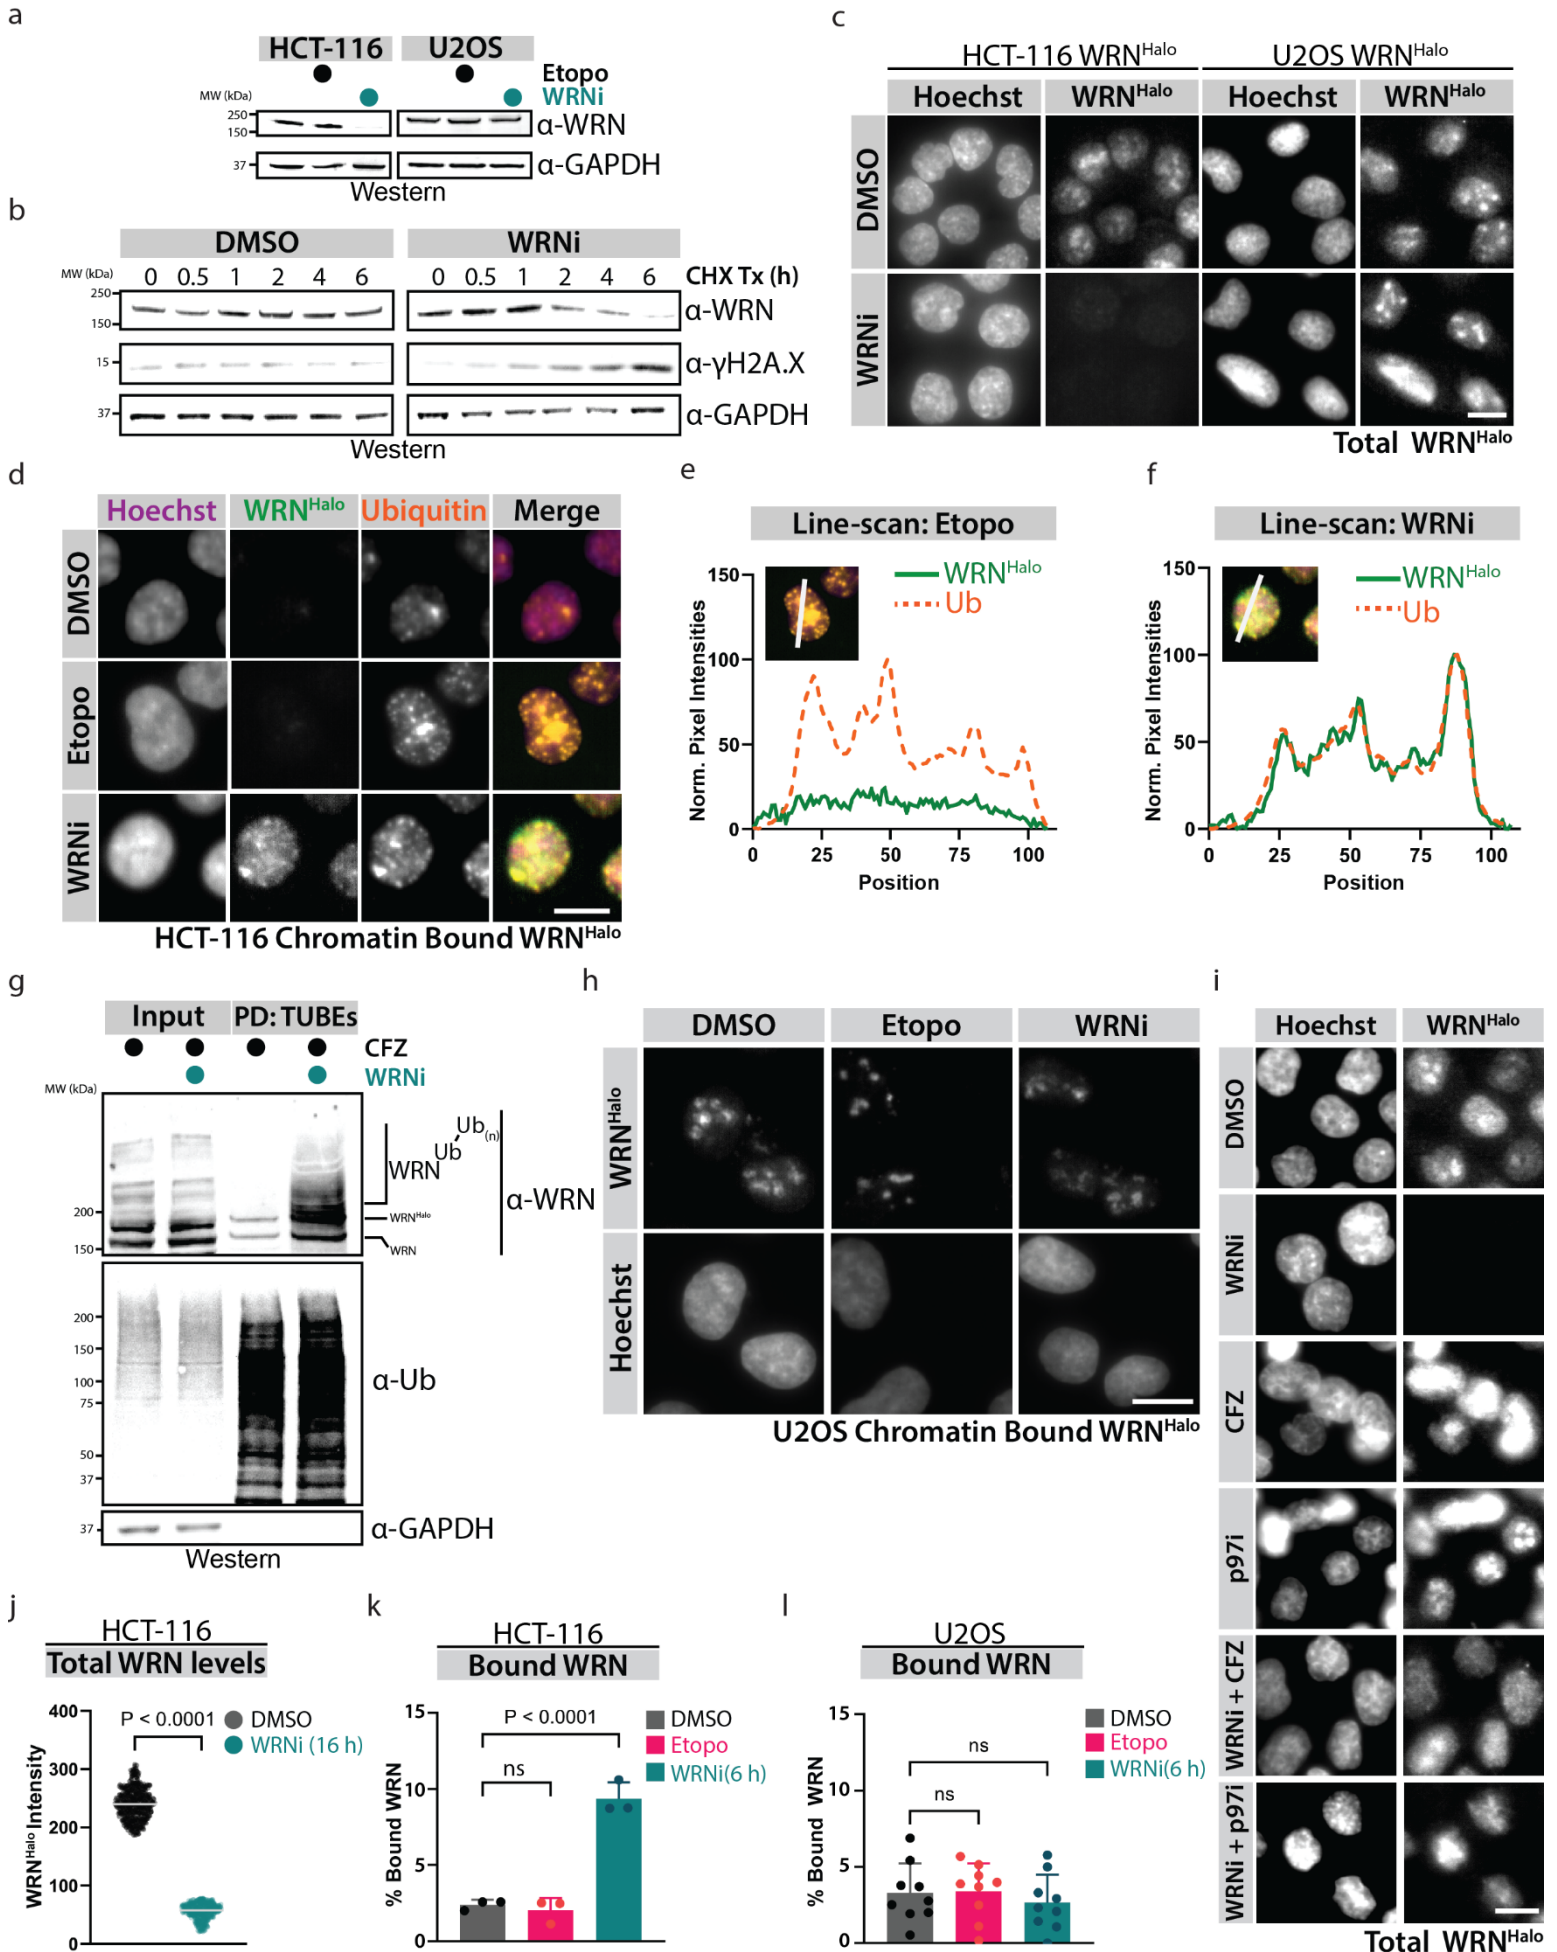 a
HCT-116 U2OS
Etopo
WRNi
MW (kDa)
250
150
α-WRN
37
α-GAPDH
Western
b
DMSO WRNi
MW (kDa) 0 0.5 1 2 4 6 0 0.5 1 2 4 6 CHX Tx (h)
250
150
α-WRN
15
α-γH2A.X
37
α-GAPDH
Western
c
HCT-116 WRNHalo U2OS WRNHalo
Hoechst WRNHalo Hoechst WRNHalo
DMSO
WRNi
Total WRNHalo
d
Hoechst WRNHalo Ubiquitin Merge
DMSO
Etopo
WRNi
HCT-116 Chromatin Bound WRNHalo
e
Line-scan: Etopo
WRNHalo
Ub
Norm. Pixel Intensities
150
100
50
0
0 25 50 75 100
Position
f
Line-scan: WRNi
WRNHalo
Ub
Norm. Pixel Intensities
150
100
50
0
0 25 50 75 100
Position
g
Input PD: TUBEs
CFZ
WRNi
MW (kDa)
Ub(n)
Ub
WRN
200
WRNHalo
α-WRN
150
WRN
200
150
100
75
50
37
α-Ub
37
α-GAPDH
Western
h
DMSO Etopo WRNi
WRNHalo
Hoechst
U2OS Chromatin Bound WRNHalo
i
Hoechst WRNHalo
DMSO
WRNi
CFZ
p97i
WRNi + CFZ
WRNi + p97i
Total WRNHalo
j
HCT-116
Total WRN levels
P < 0.0001
DMSO
WRNi (16 h)
WRNHalo Intensity
400
300
200
100
0
k
HCT-116
Bound WRN
P < 0.0001
ns
DMSO
Etopo
WRNi(6 h)
% Bound WRN
15
10
5
0
l
U2OS
Bound WRN
ns
ns
DMSO
Etopo
WRNi(6 h)
% Bound WRN
15
10
5
0